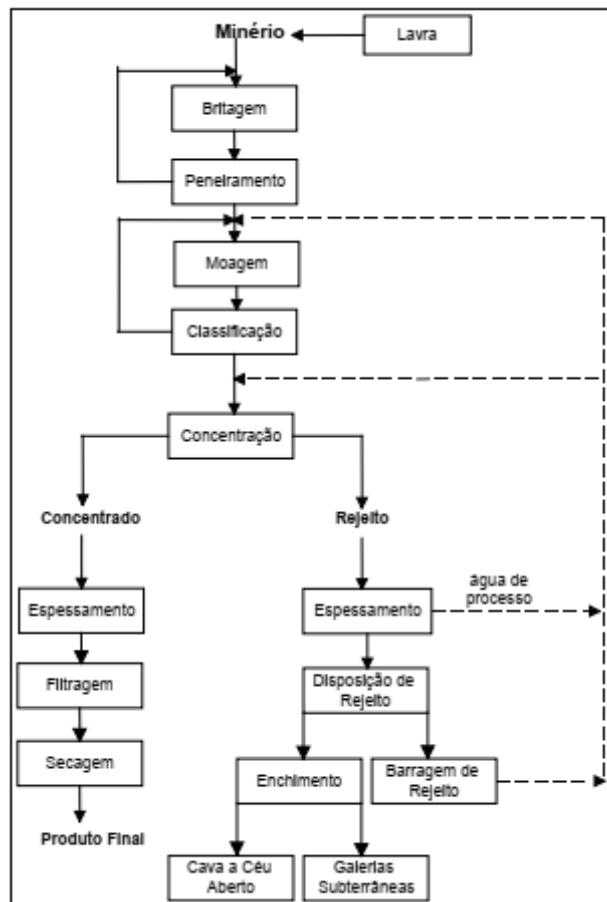 Minério
Lavra
Britagem
Peneiramento
Moagem
Classificação
Concentração
Concentrado
Rejeito
Espessamento
Espessamento
água de
processo
Filtragem
Disposição de
Rejeito
Secagem
Enchimento
Barragem de
Rejeito
Produto Final
Cava a Céu
Aberto
Galerias
Subterrâneas